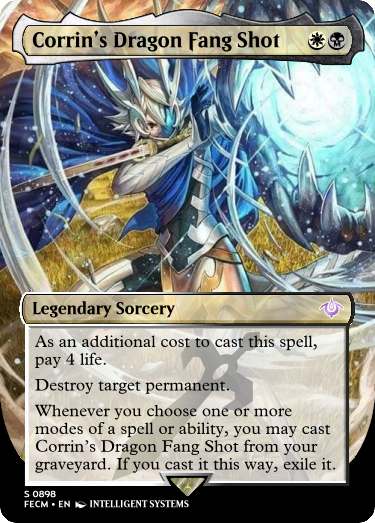 Corrin's Dragon Fang Shot
Legendary Sorcery
As an additional cost to cast this spell,
pay 4 life.
Destroy target permanent.
Whenever you choose one or more
modes of a spell or ability, you may cast
Corrin's Dragon Fang Shot from your
graveyard. If you cast it this way, exile it.
S 0898
FECM • EN INTELLIGENT SYSTEMS